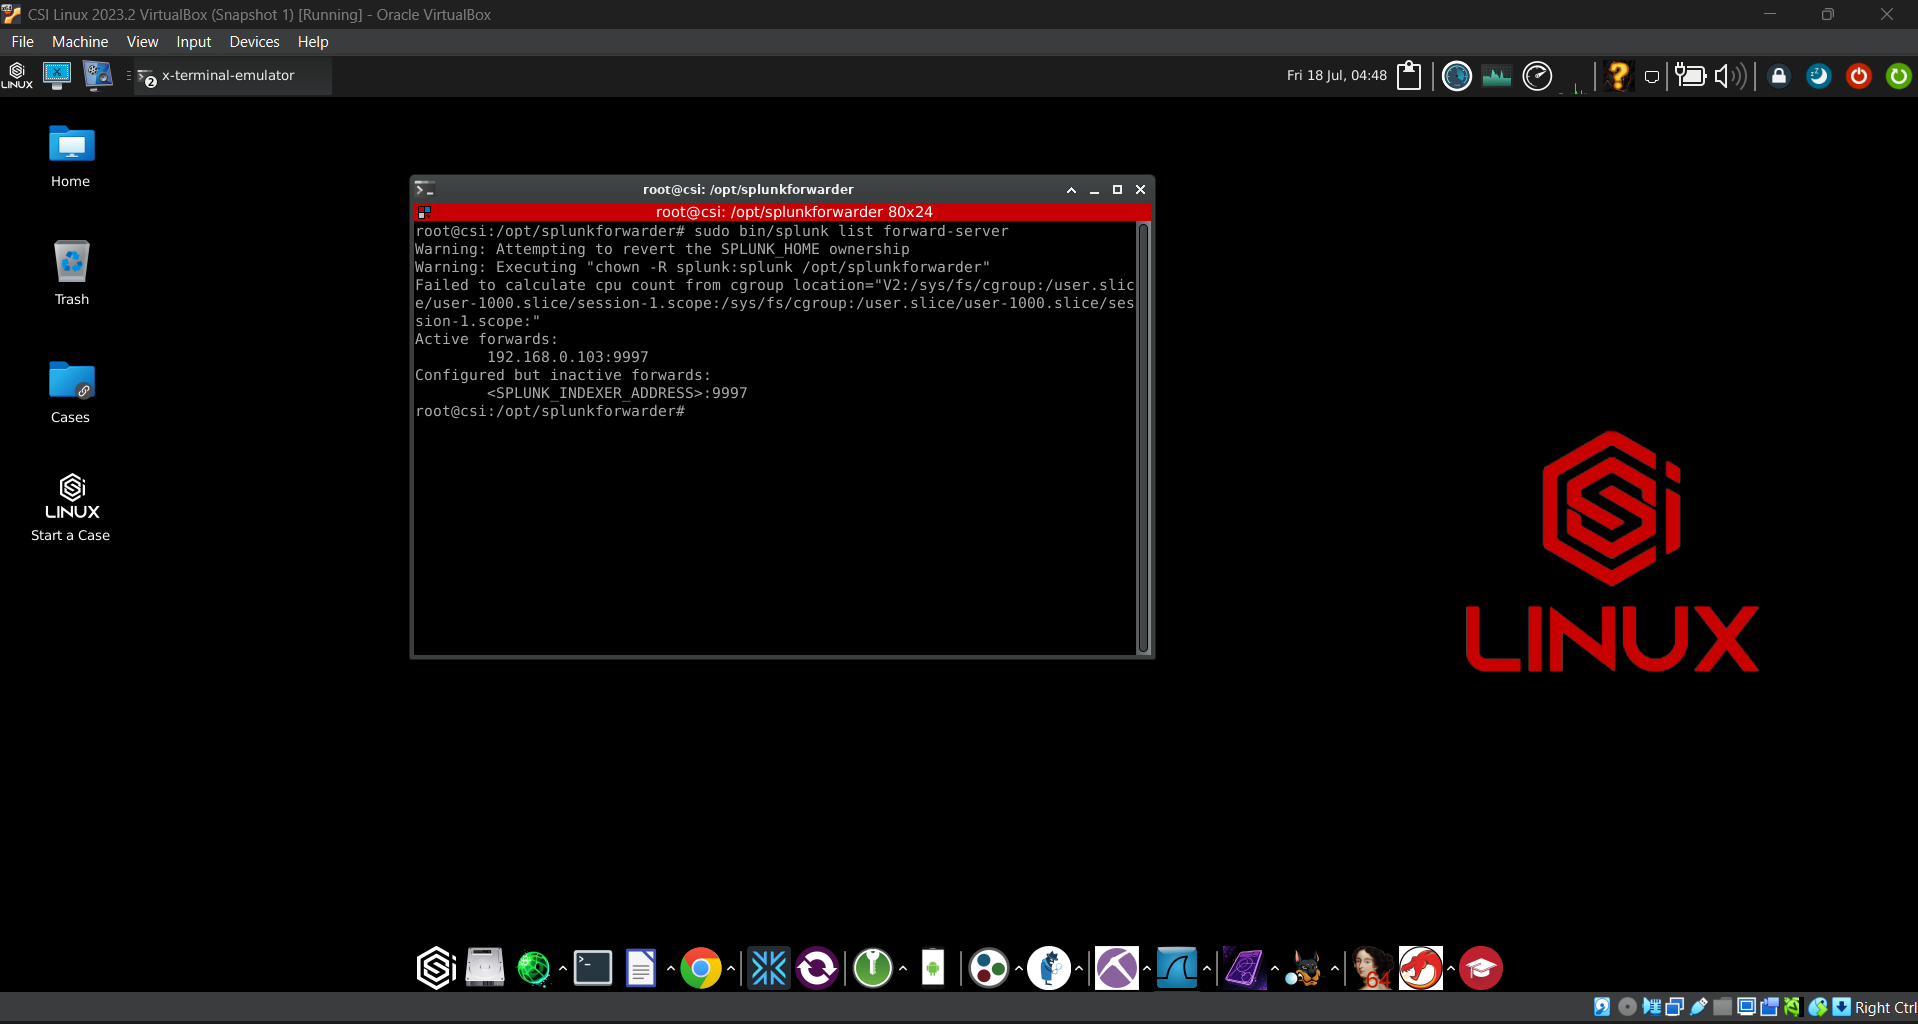 CSI Linux 2023.2 VirtualBox (Snapshot 1) [Running] - Oracle VirtualBox
File Machine View Input Devices Help
LINUX
2 x-terminal-emulator
Fri 18 Jul, 04:48
Home
Trash
Cases
LINUX
Start a Case
root@csi: /opt/splunkforwarder
root@csi: /opt/splunkforwarder 80x24
root@csi:/opt/splunkforwarder# sudo bin/splunk list forward-server
Warning: Attempting to revert the SPLUNK_HOME ownership
Warning: Executing "chown -R splunk:splunk /opt/splunkforwarder"
Failed to calculate cpu count from cgroup location="V2:/sys/fs/cgroup:/user.slic
e/user-1000.slice/session-1.scope:/sys/fs/cgroup:/user.slice/user-1000.slice/ses
sion-1.scope:"
Active forwards:
192.168.0.103:9997
Configured but inactive forwards:
<SPLUNK_INDEXER_ADDRESS>:9997
root@csi:/opt/splunkforwarder#
LINUX
64
Right Ctrl